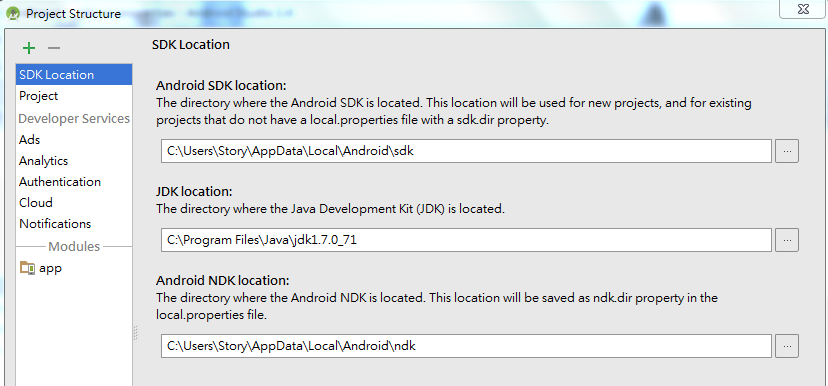 Project Structure
SDK Location
Project
Developer Services
Ads
Analytics
Authentication
Cloud
Notifications
Modules
app
SDK Location
Android SDK location:
The directory where the Android SDK is located. This location will be used for new projects, and for existing
projects that do not have a local.properties file with a sdk.dir property.
C:\Users\Story\AppData\Local\Android\sdk
...
JDK location:
The directory where the Java Development Kit (JDK) is located.
C:\Program Files\Java\jdk1.7.0_71
...
Android NDK location:
The directory where the Android NDK is located. This location will be saved as ndk.dir property in the
local.properties file.
C:\Users\Story\AppData\Local\Android\ndk
...